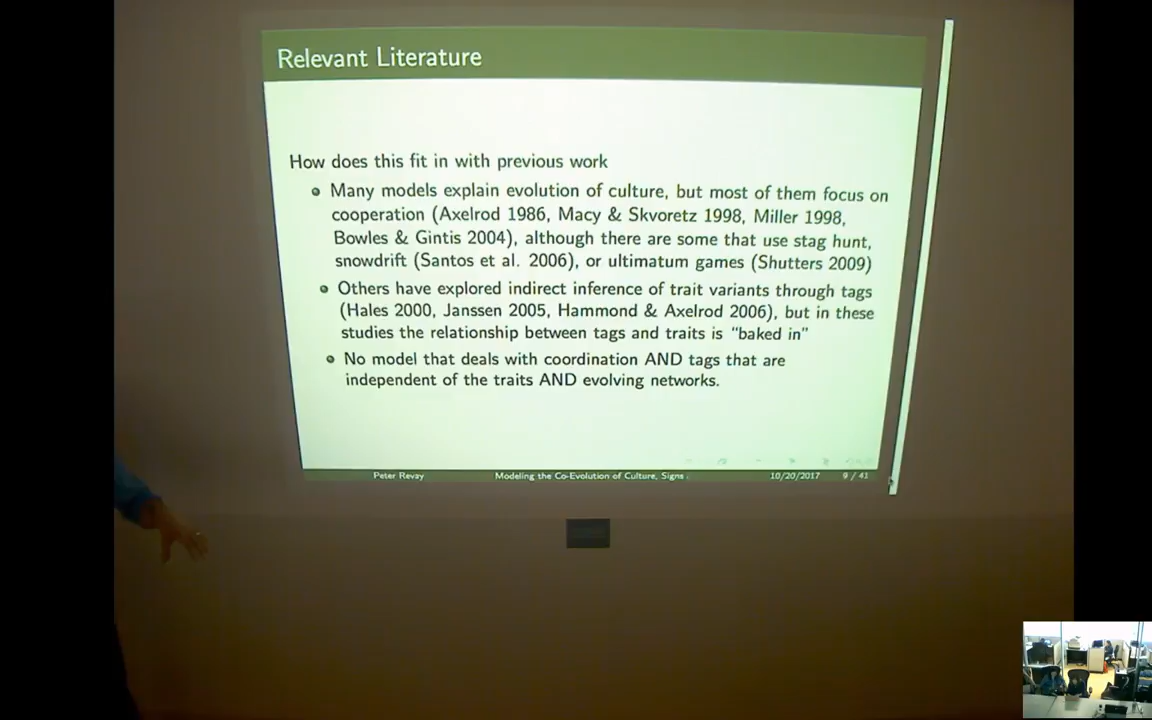 Relevant Literature
How does this fit in with previous work
Many models explain evolution of culture, but most of them focus on
cooperation (Axelrod 1986, Macy & Skvoretz 1998, Miller 1998,
Bowles & Gintis 2004), although there are some that use stag hunt,
snowdrift (Santos et al. 2006), or ultimatum games (Shutters 2009)
Others have explored indirect inference of trait variants through tags
(Hales 2000, Janssen 2005, Hammond & Axelrod 2006), but in these
studies the relationship between tags and traits is “baked in”
No model that deals with coordination AND tags that are
independent of the traits AND evolving networks.
Peter Revay Modeling the Co-Evolution of Culture, Signs . 10/20/2017 9 / 41